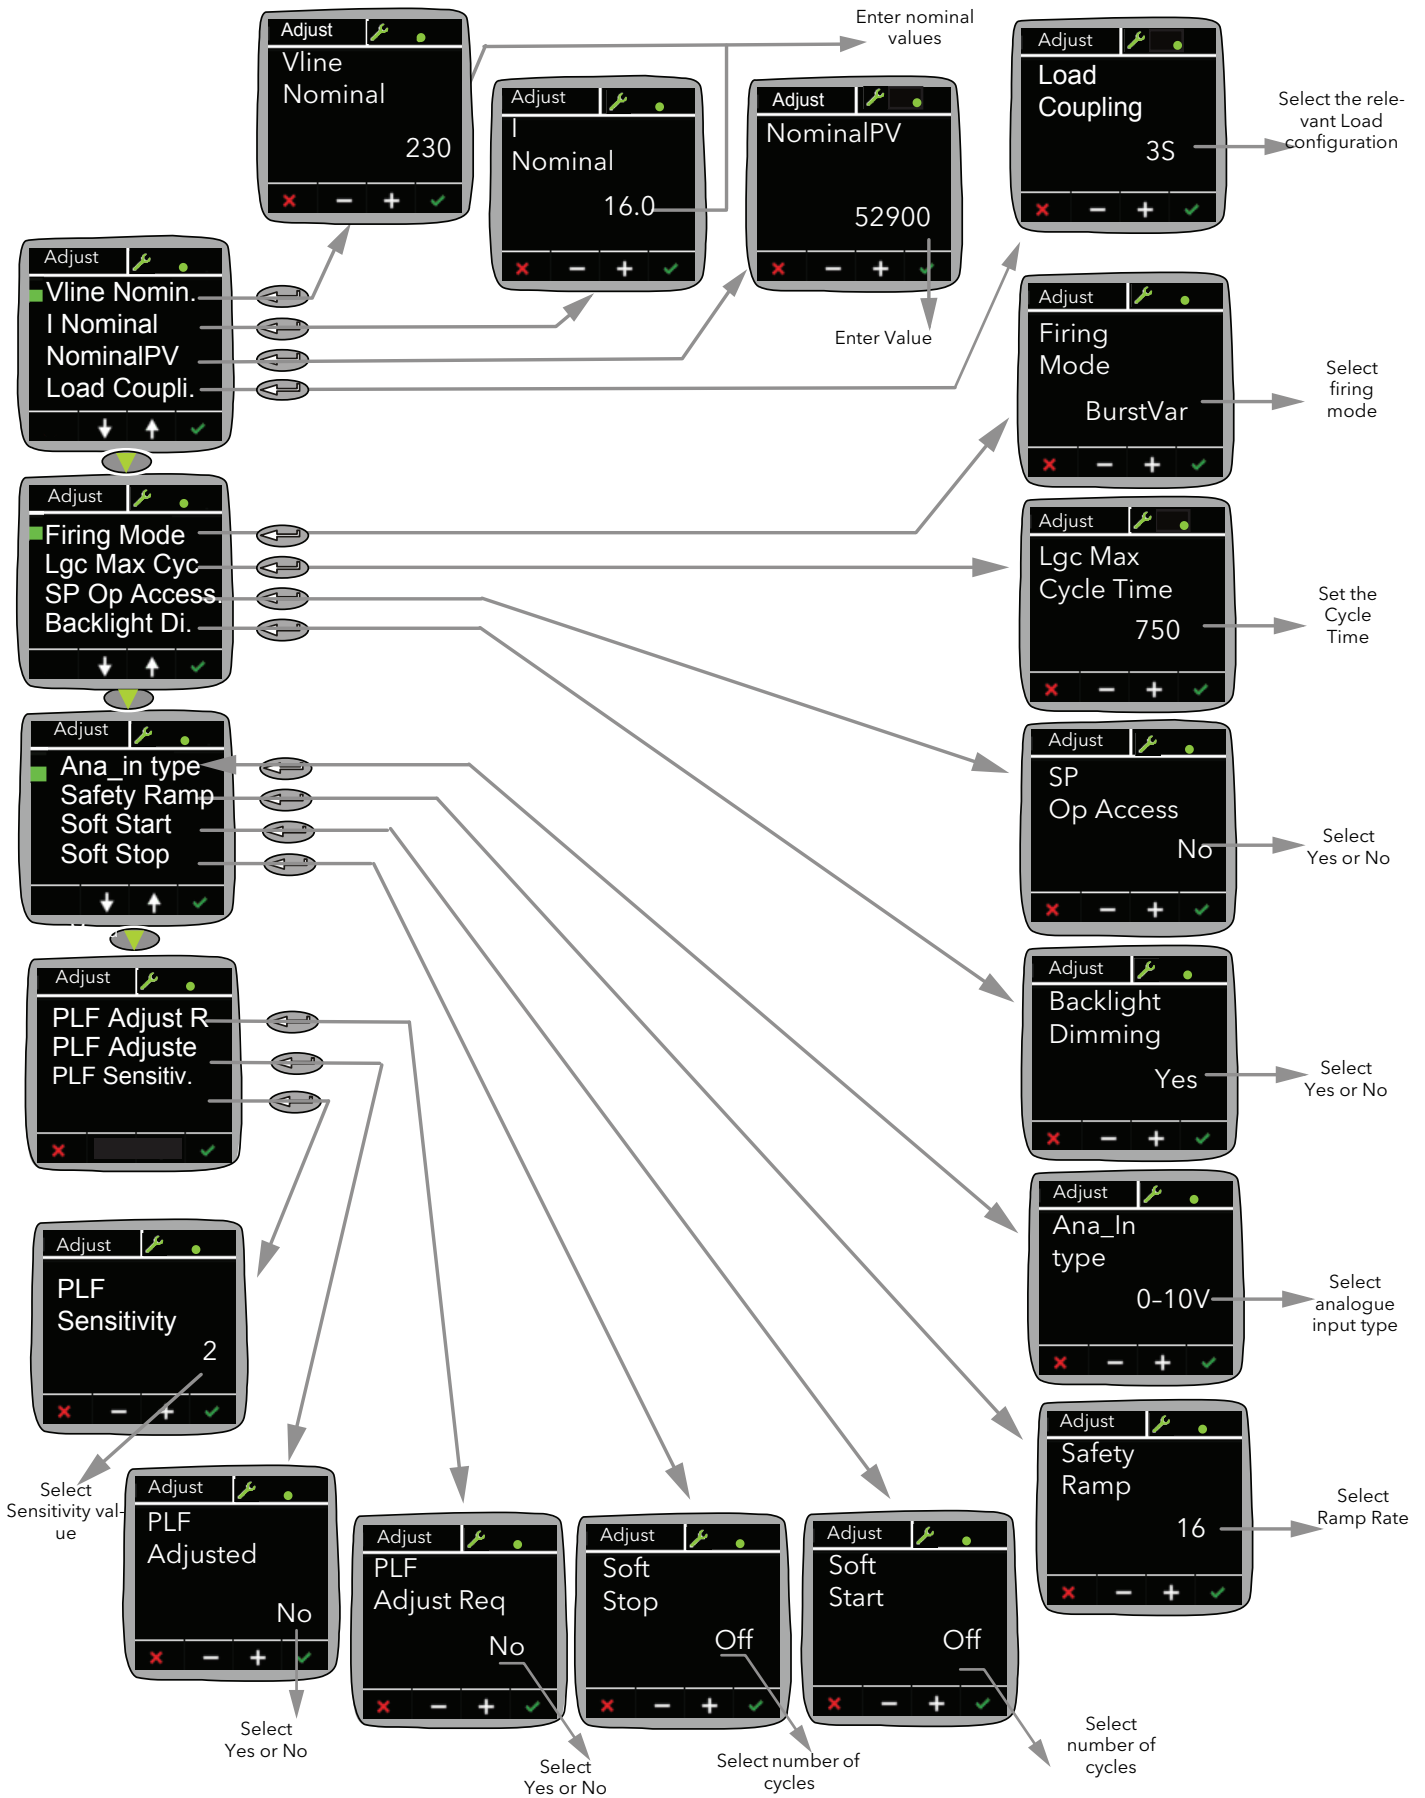 Adjust
Vline
Nominal
230
Enter nominal
values
Adjust
I
Nominal
16.0
Adjust
NominalPV
52900
Enter Value
Adjust
Load
Coupling
3S
Select the rele-
vant Load
configuration
Adjust
Vline Nomin.
I Nominal
NominalPV
Load Coupli.
Adjust
Firing
Mode
BurstVar
Select
firing
mode
Adjust
Firing Mode
Lgc Max Cyc
SP Op Access.
Backlight Di.
Adjust
Lgc Max
Cycle Time
750
Set the
Cycle
Time
Adjust
Ana_in type
Safety Ramp
Soft Start
Soft Stop
Adjust
SP
Op Access
No
Select
Yes or No
Adjust
PLF Adjust R
PLF Adjuste
PLF Sensitiv.
Adjust
Backlight
Dimming
Yes
Select
Yes or No
Adjust
Ana_In
type
0–10V
Select
analogue
input type
Adjust
PLF
Sensitivity
2
Select
Sensitivity val-
ue
Adjust
Safety
Ramp
16
Select
Ramp Rate
Adjust
PLF
Adjusted
No
Select
Yes or No
Adjust
PLF
Adjust Req
No
Select
Yes or No
Adjust
Soft
Stop
Off
Select number of
cycles
Adjust
Soft
Start
Off
Select
number of
cycles